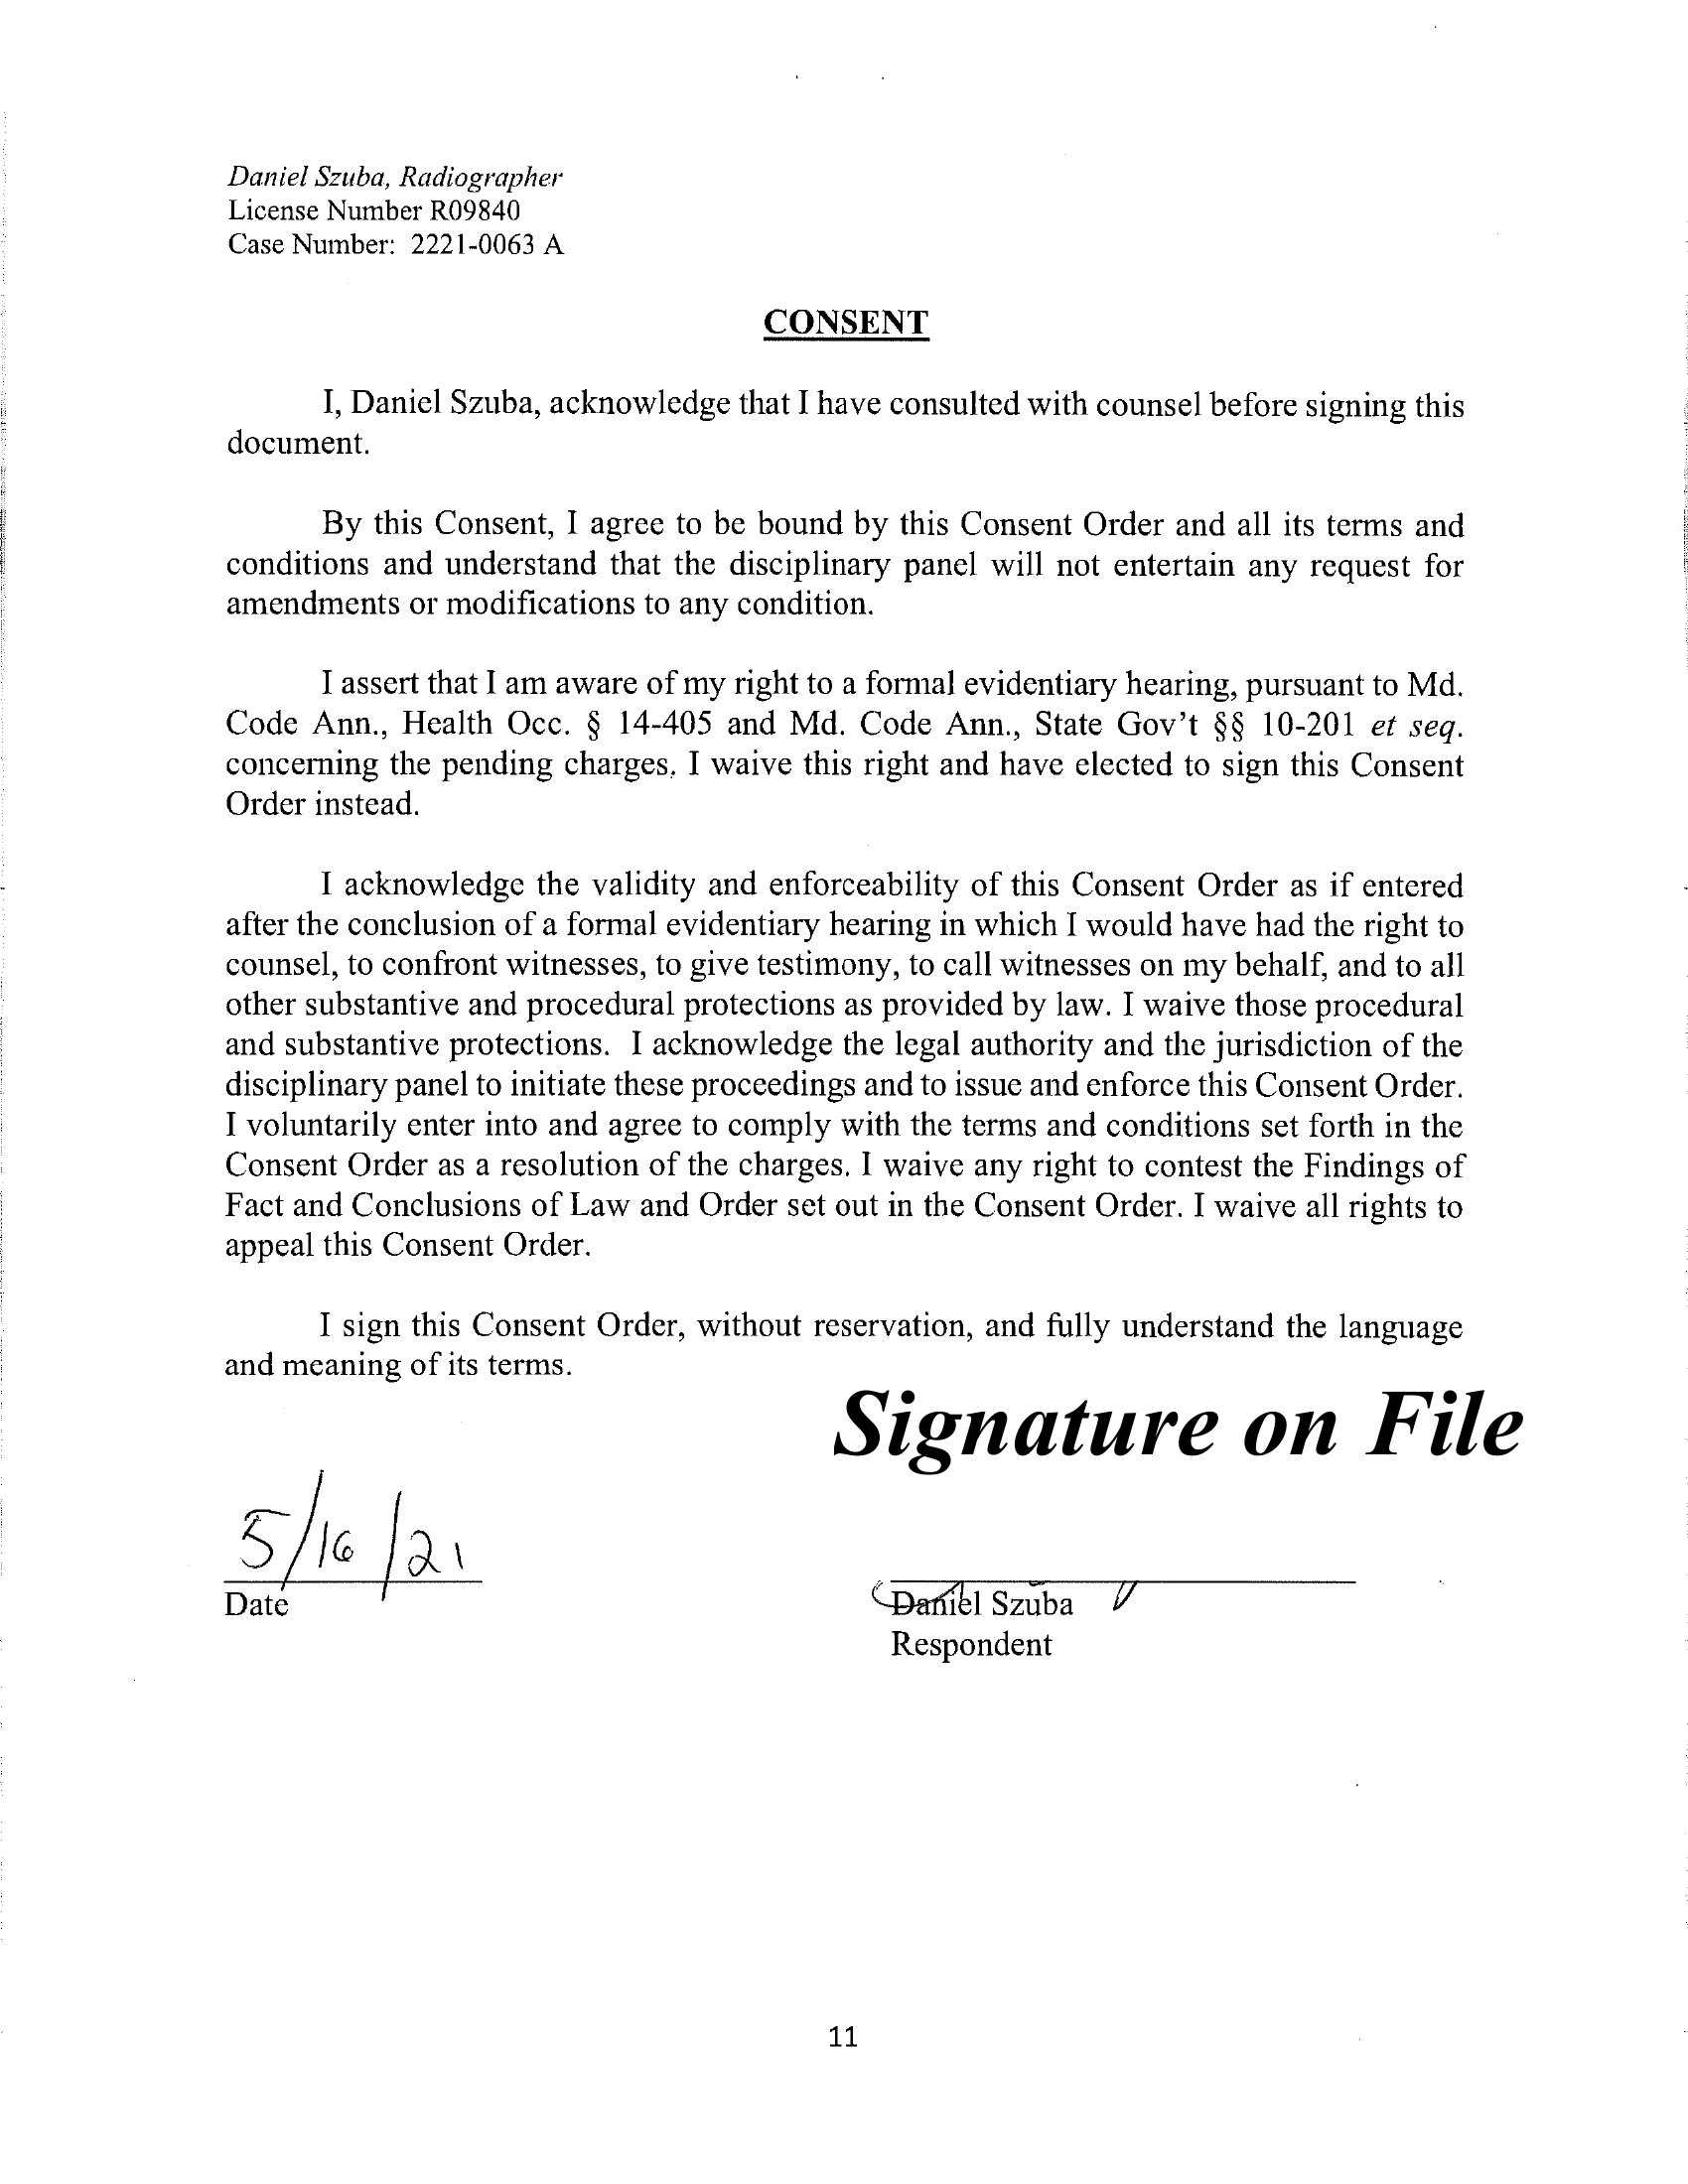 Daniel Szuba, Radiographer
License Number R09840
Case Number: 2221-0063 A
CONSENT
I, Daniel Szuba, acknowledge that I have consulted with counsel before signing this
document.
By this Consent, I agree to be bound by this Consent Order and all its terms and
conditions and understand that the disciplinary panel will not entertain any request for
amendments or modifications to any condition.
I assert that I am aware of my right to a formal evidentiary hearing, pursuant to Md.
Code Ann., Health Occ. § 14-405 and Md. Code Ann., State Gov't §§ 10-201 et seq.
concerning the pending charges. I waive this right and have elected to sign this Consent
Order instead.
I acknowledge the validity and enforceability of this Consent Order as if entered
after the conclusion of a formal evidentiary hearing in which I would have had the right to
counsel, to confront witnesses, to give testimony, to call witnesses on my behalf, and to all
other substantive and procedural protections as provided by law. I waive those procedural
and substantive protections. I acknowledge the legal authority and the jurisdiction of the
disciplinary panel to initiate these proceedings and to issue and enforce this Consent Order.
I voluntarily enter into and agree to comply with the terms and conditions set forth in the
Consent Order as a resolution of the charges. I waive any right to contest the Findings of
Fact and Conclusions of Law and Order set out in the Consent Order. I waive all rights to
appeal this Consent Order.
I sign this Consent Order, without reservation, and fully understand the language
and meaning of its terms.
Signature on File
5/16/21
Date
Daniel Szuba
Respondent
11